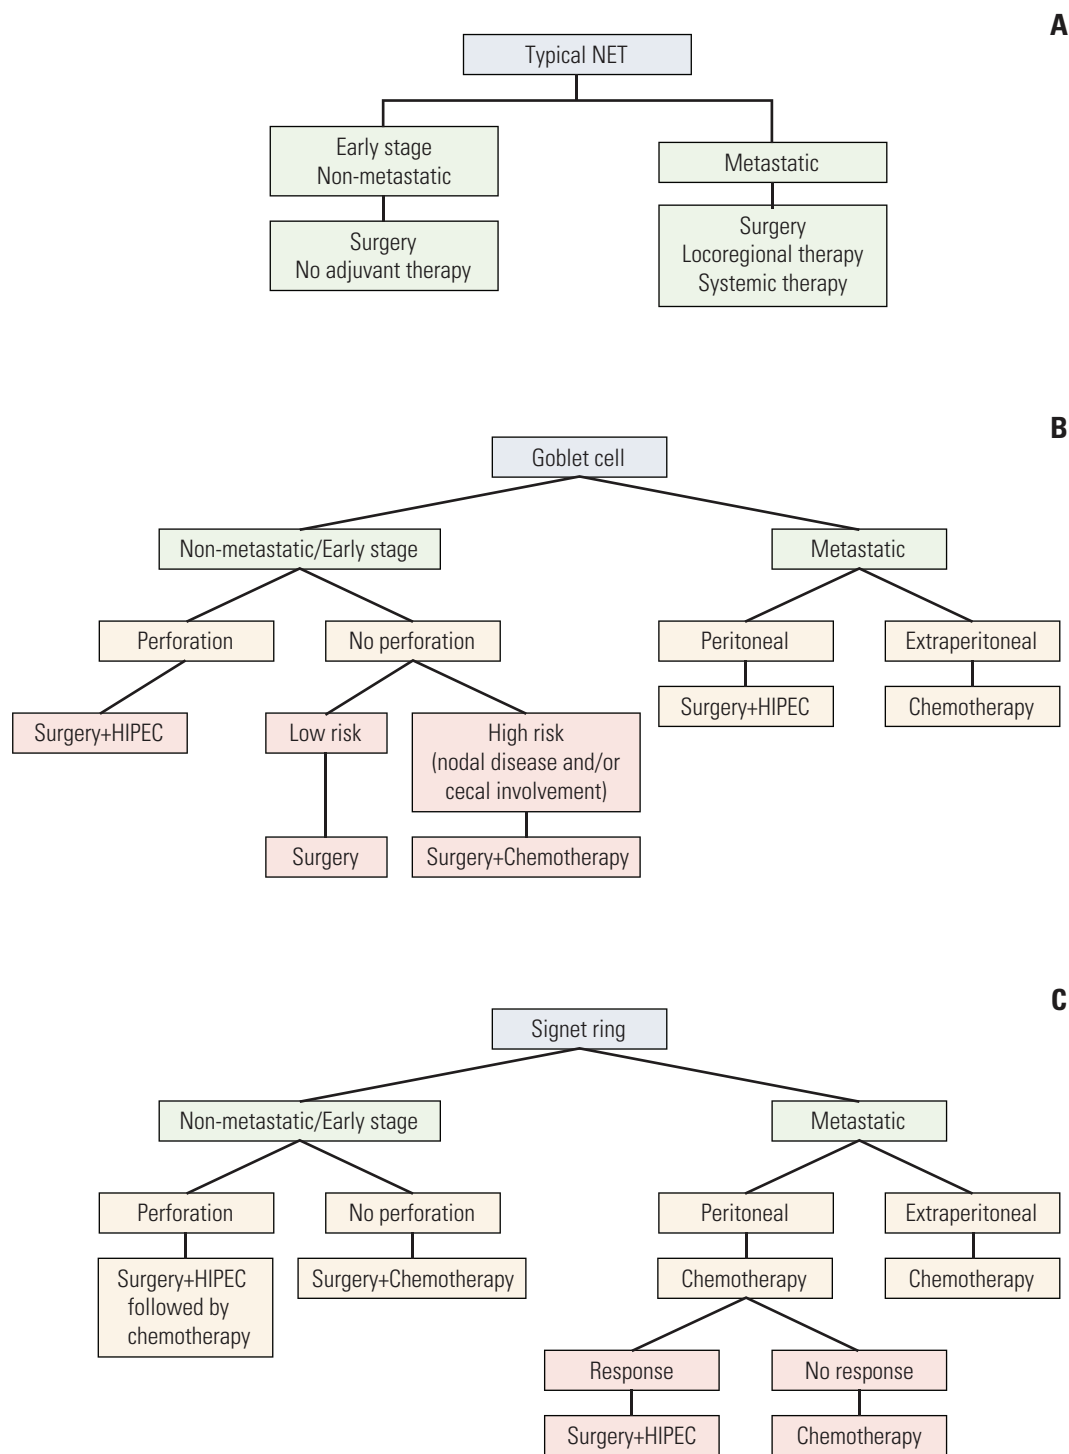 A
Typical NET
Early stage
Non-metastatic
Metastatic
Surgery
No adjuvant therapy
Surgery
Locoregional therapy
Systemic therapy
B
Goblet cell
Non-metastatic/Early stage
Metastatic
Perforation
No perforation
Peritoneal
Extraperitoneal
Surgery+HIPEC
Chemotherapy
Surgery+HIPEC
Low risk
High risk
(nodal disease and/or
cecal involvement)
Surgery
Surgery+Chemotherapy
C
Signet ring
Non-metastatic/Early stage
Metastatic
Perforation
No perforation
Peritoneal
Extraperitoneal
Surgery+HIPEC
followed by
chemotherapy
Surgery+Chemotherapy
Chemotherapy
Chemotherapy
Response
No response
Surgery+HIPEC
Chemotherapy